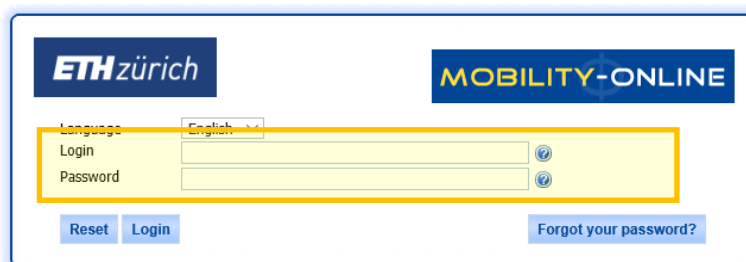 ETH zürich
MOBILITY-ONLINE
Language English
Login
Password
Reset Login Forgot your password?